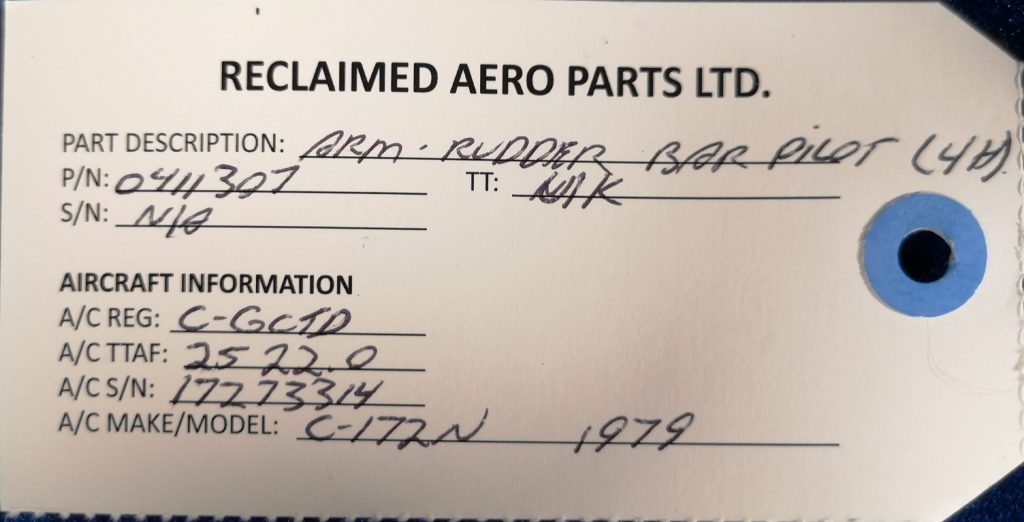 RECLAIMED AERO PARTS LTD.
PART DESCRIPTION: ARM - RUDDER BAR PILOT (4H)
P/N: 0411307 TT: N/K
S/N: N/A
AIRCRAFT INFORMATION
A/C REG: C-GCTD
A/C TTAF: 2522.0
A/C S/N: 17273314
A/C MAKE/MODEL: C-172N 1979